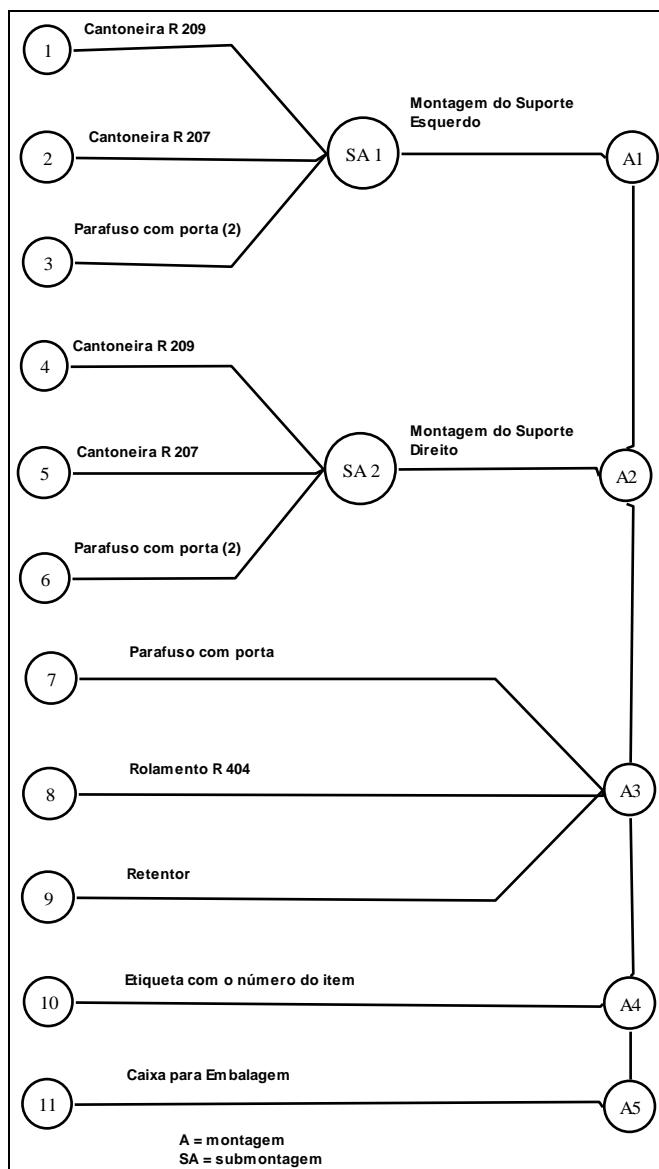 Cantoneira R 209
1
Montagem do Suporte
Esquerdo
Cantoneira R 207
2
SA 1
A1
Parafuso com porta (2)
3
Cantoneira R 209
4
Montagem do Suporte
Direito
Cantoneira R 207
5
SA 2
A2
Parafuso com porta (2)
6
Parafuso com porta
7
Rolamento R 404
8
A3
Retentor
9
Etiqueta com o número do item
10
A4
Caixa para Embalagem
11
A5
A = montagem
SA = submontagem